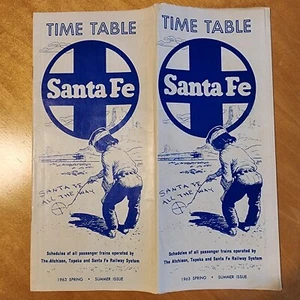 TIME TABLE
Santa Fe
SANTA FE
ALL THE WAY
Schedules of all passenger trains operated by
The Atchison, Topeka and Santa Fe Railway System
1963 SPRING • SUMMER ISSUE
TIME TABLE
Santa Fe
SANTA FE
ALL THE WAY
Schedules of all passenger trains operated by
The Atchison, Topeka and Santa Fe Railway System
1965 SPRING • SUMMER ISSUE